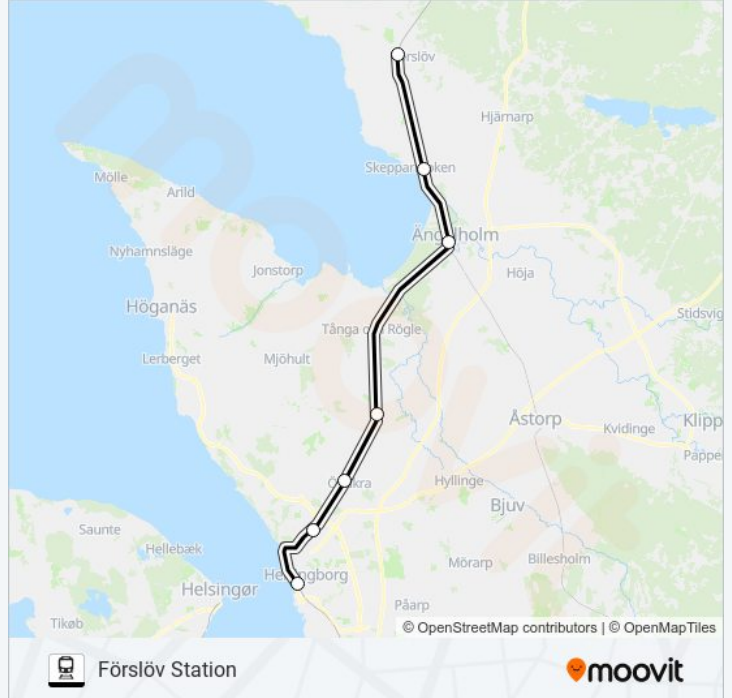 Förslöv
Hjärnarp
Skepparkroken
Mölle
Arild
Ängelholm
Nyhamnsläge
Jonstorp
Höja
Höganäs
Stidsvig
Tånga och Rögle
Lerberget
Mjöhult
Åstorp
Klipp
Kvidinge
Pappe
Ödåkra
Hyllinge
Bjuv
Saunte
Hellebæk
Billesholm
Mörarp
Helsingborg
Helsingør
Påarp
Tikøb
© OpenStreetMap contributors | © OpenMapTiles
Förslöv Station
moovit